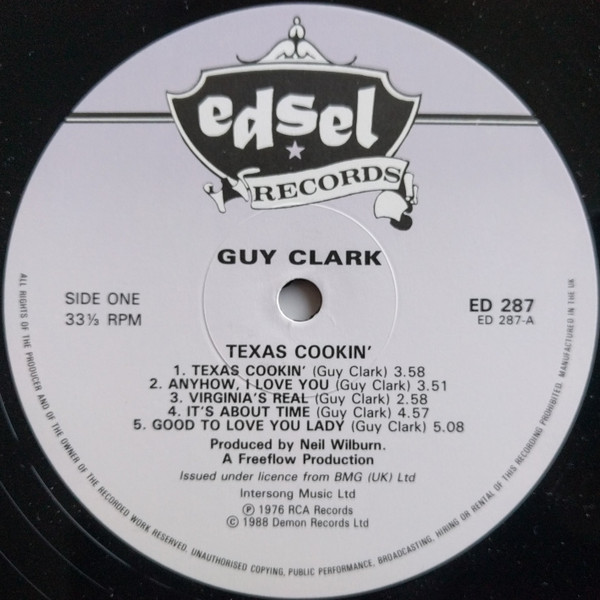 edsel
RECORDS
GUY CLARK
SIDE ONE
33⅓ RPM
ED 287
ED 287-A
TEXAS COOKIN'
1. TEXAS COOKIN' (Guy Clark) 3.58
2. ANYHOW, I LOVE YOU (Guy Clark) 3.51
3. VIRGINIA'S REAL (Guy Clark) 2.58
4. IT'S ABOUT TIME (Guy Clark) 4.57
5. GOOD TO LOVE YOU LADY (Guy Clark) 5.08
Produced by Neil Wilburn.
A Freeflow Production
Issued under licence from BMG (UK) Ltd
Intersong Music Ltd
℗ 1976 RCA Records
© 1988 Demon Records Ltd
ALL RIGHTS OF THE PRODUCER AND OF THE OWNER OF THE RECORDED WORK RESERVED. UNAUTHORISED COPYING, PUBLIC PERFORMANCE, BROADCASTING, HIRING OR RENTAL OF THIS RECORDING PROHIBITED. MANUFACTURED IN THE UK